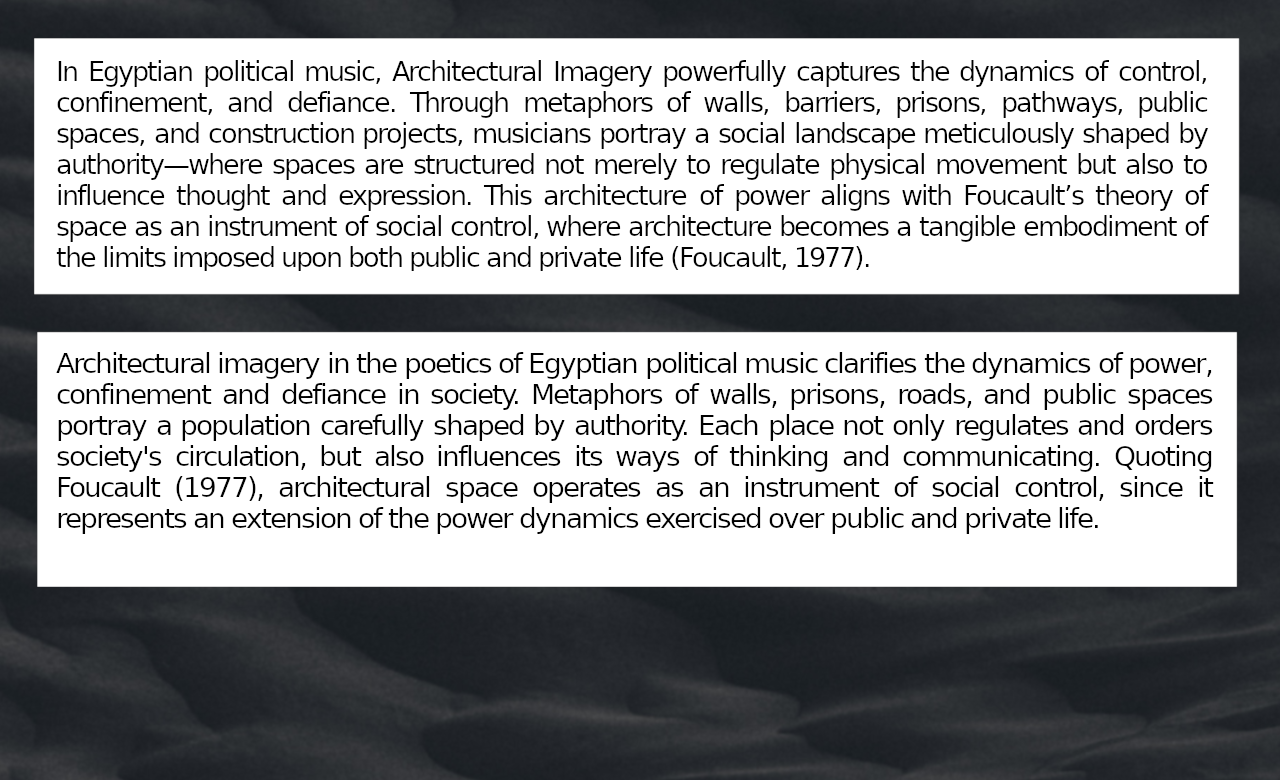 In Egyptian political music, Architectural Imagery powerfully captures the dynamics of control,
confinement, and defiance. Through metaphors of walls, barriers, prisons, pathways, public
spaces, and construction projects, musicians portray a social landscape meticulously shaped by
authority—where spaces are structured not merely to regulate physical movement but also to
influence thought and expression. This architecture of power aligns with Foucault’s theory of
space as an instrument of social control, where architecture becomes a tangible embodiment of
the limits imposed upon both public and private life (Foucault, 1977).
Architectural imagery in the poetics of Egyptian political music clarifies the dynamics of power,
confinement and defiance in society. Metaphors of walls, prisons, roads, and public spaces
portray a population carefully shaped by authority. Each place not only regulates and orders
society's circulation, but also influences its ways of thinking and communicating. Quoting
Foucault (1977), architectural space operates as an instrument of social control, since it
represents an extension of the power dynamics exercised over public and private life.